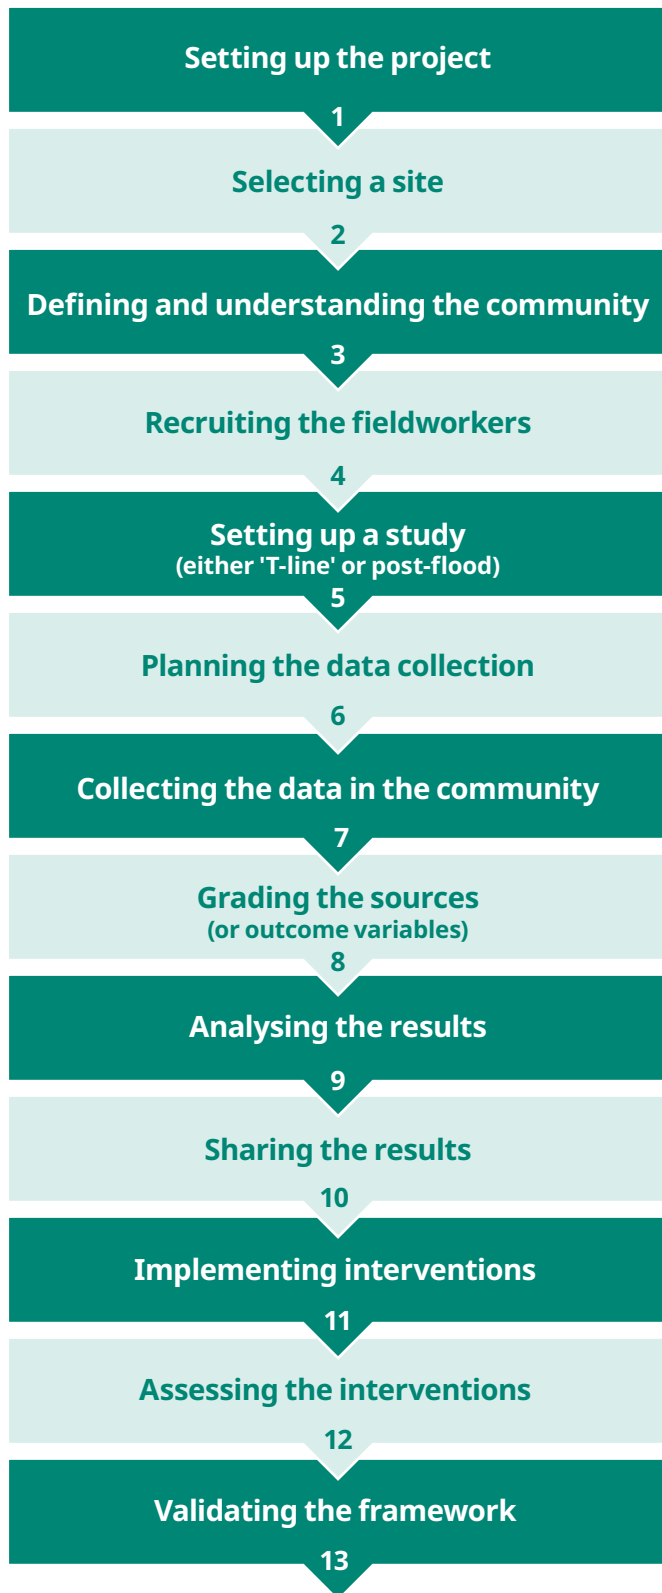 Setting up the project
1
Selecting a site
2
Defining and understanding the community
3
Recruiting the fieldworkers
4
Setting up a study
(either 'T-line' or post-flood)
5
Planning the data collection
6
Collecting the data in the community
7
Grading the sources
(or outcome variables)
8
Analysing the results
9
Sharing the results
10
Implementing interventions
11
Assessing the interventions
12
Validating the framework
13